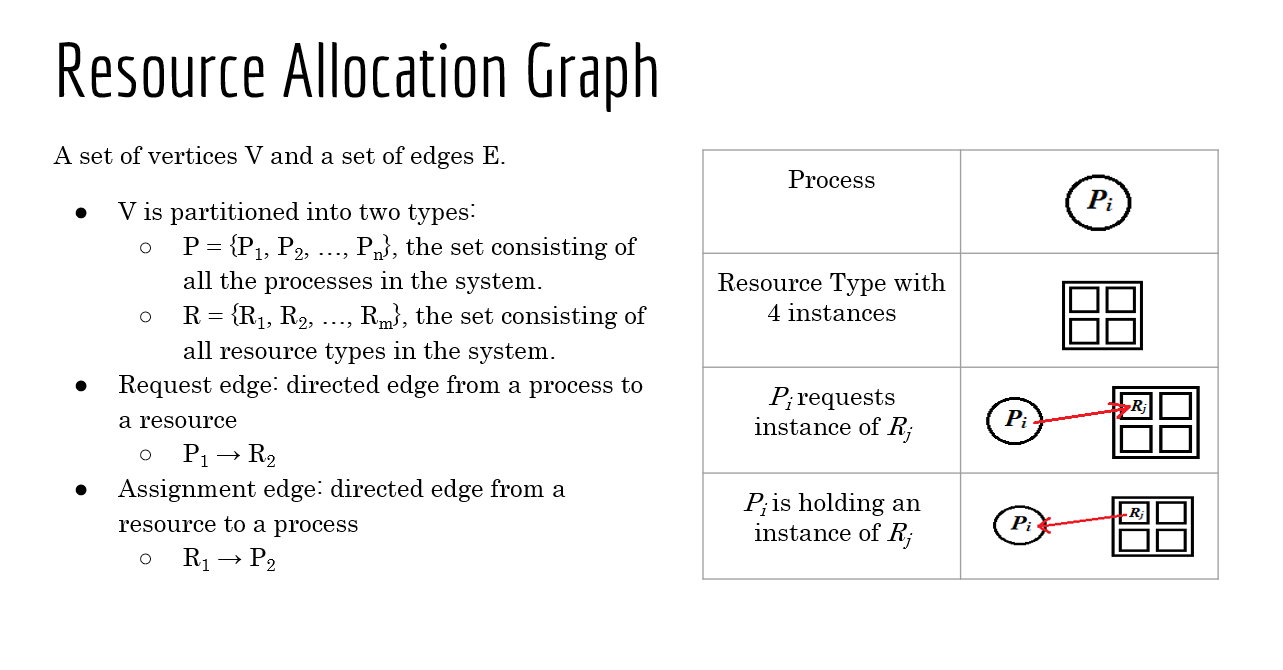 Resource Allocation Graph
A set of vertices V and a set of edges E.
● V is partitioned into two types:
○ P = {P₁, P₂, …, Pₙ}, the set consisting of
all the processes in the system.
○ R = {R₁, R₂, …, Rₘ}, the set consisting of
all resource types in the system.
● Request edge: directed edge from a process to
a resource
○ P₁ → R₂
● Assignment edge: directed edge from a
resource to a process
○ R₁ → P₂
Process
Pᵢ
Resource Type with
4 instances
Pᵢ requests
instance of Rⱼ
Pᵢ
Rⱼ
Pᵢ is holding an
instance of Rⱼ
Pᵢ
Rⱼ